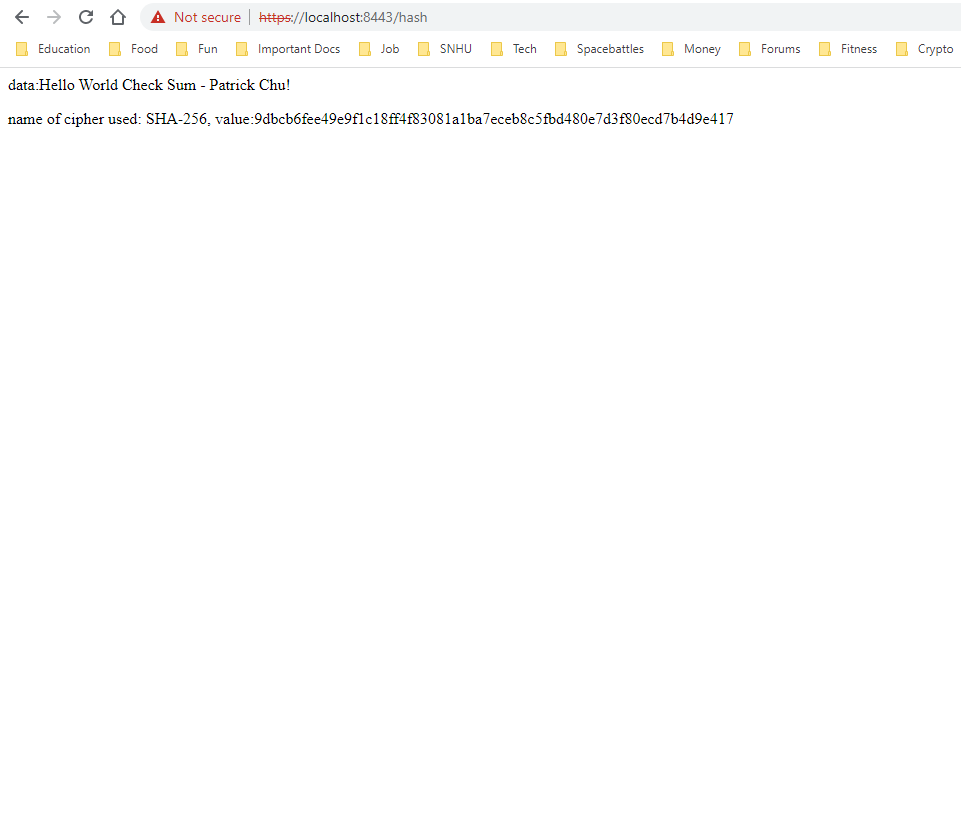 Not secure | https://localhost:8443/hash
Education Food Fun Important Docs Job SNHU Tech Spacebattles Money Forums Fitness Crypto
data:Hello World Check Sum - Patrick Chu!
name of cipher used: SHA-256, value:9dbcb6fee49e9f1c18ff4f83081a1ba7eceb8c5fbd480e7d3f80ecd7b4d9e417